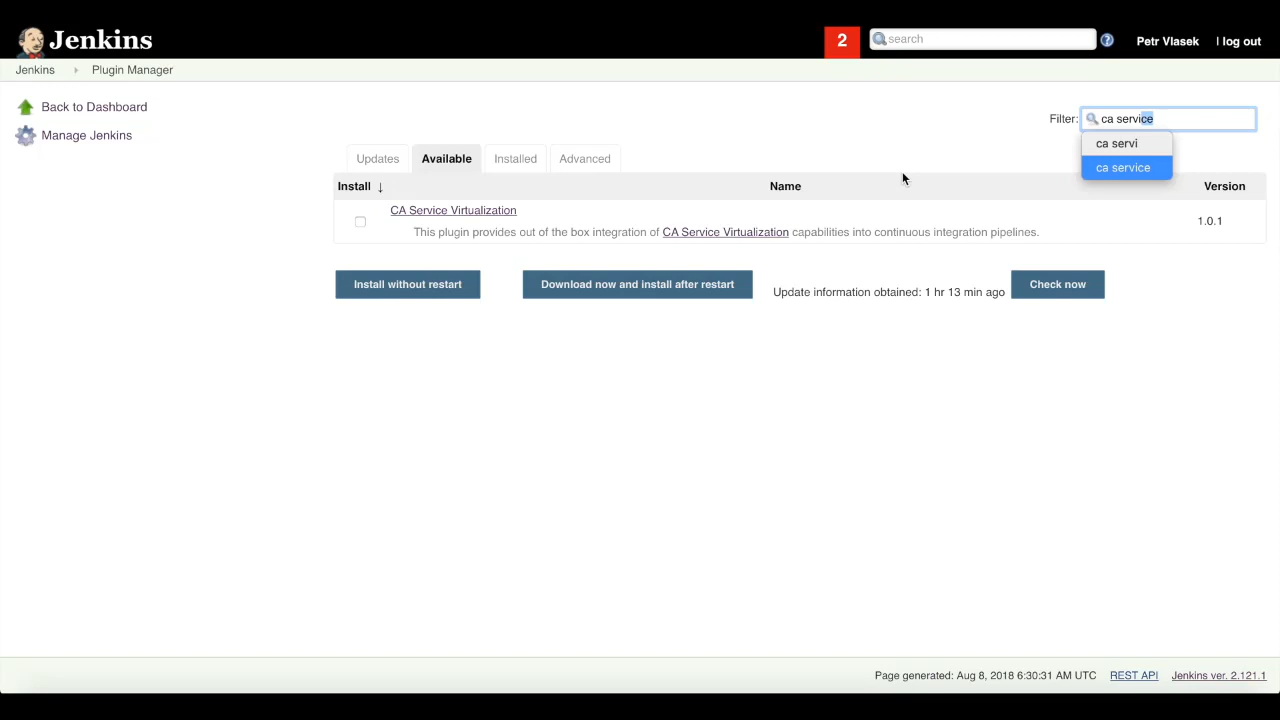 Jenkins
2
search
Petr Vlasek
| log out
Jenkins
Plugin Manager
Back to Dashboard
Manage Jenkins
Filter:
ca service
ca servi
ca service
Updates
Available
Installed
Advanced
Install ↓
Name
Version
CA Service Virtualization
This plugin provides out of the box integration of CA Service Virtualization capabilities into continuous integration pipelines.
1.0.1
Install without restart
Download now and install after restart
Update information obtained: 1 hr 13 min ago
Check now
Page generated: Aug 8, 2018 6:30:31 AM UTC
REST API
Jenkins ver. 2.121.1